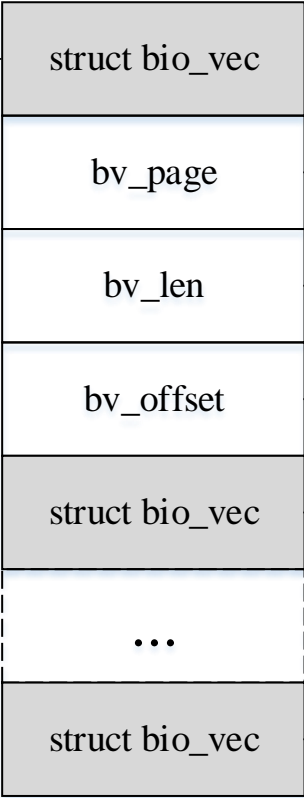 struct bio_vec
bv_page
bv_len
bv_offset
struct bio_vec
...
struct bio_vec